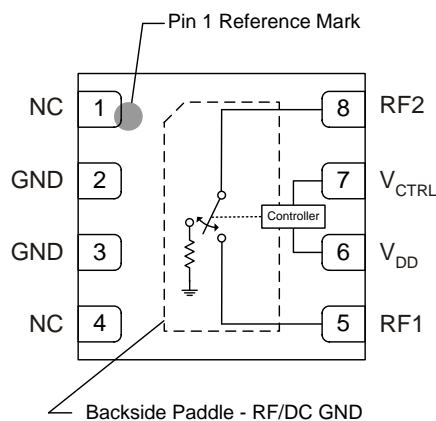 Pin 1 Reference Mark
NC 1 8 RF2
GND 2 7 V_CTRL
Controller
GND 3 6 V_DD
NC 4 5 RF1
Backside Paddle - RF/DC GND